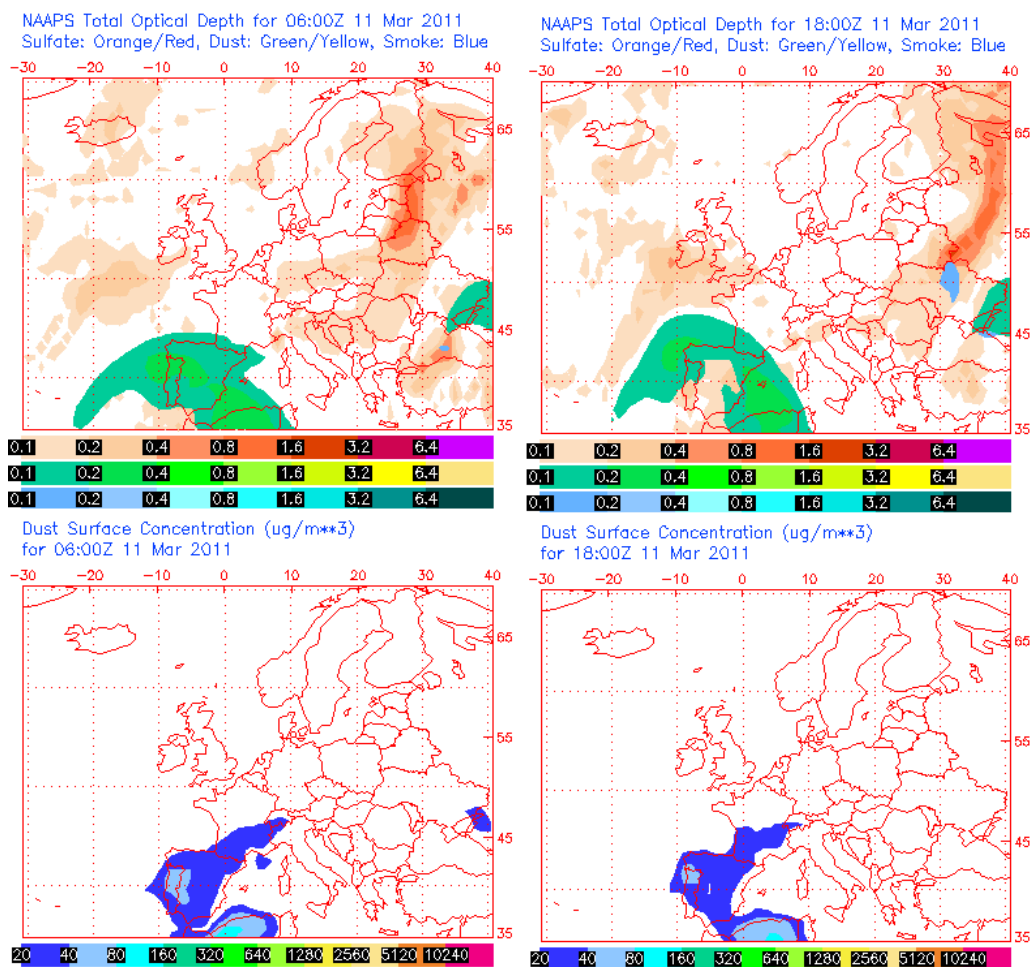 NAAPS Total Optical Depth for 06:00Z 11 Mar 2011
Sulfate: Orange/Red, Dust: Green/Yellow, Smoke: Blue
-30 -20 -10 0 10 20 30 40
65
55
45
35
0.1 0.2 0.4 0.8 1.6 3.2 6.4
0.1 0.2 0.4 0.8 1.6 3.2 6.4
0.1 0.2 0.4 0.8 1.6 3.2 6.4
NAAPS Total Optical Depth for 18:00Z 11 Mar 2011
Sulfate: Orange/Red, Dust: Green/Yellow, Smoke: Blue
-30 -20 -10 0 10 20 30 40
65
55
45
35
0.1 0.2 0.4 0.8 1.6 3.2 6.4
0.1 0.2 0.4 0.8 1.6 3.2 6.4
0.1 0.2 0.4 0.8 1.6 3.2 6.4
Dust Surface Concentration (ug/m**3)
for 06:00Z 11 Mar 2011
-30 -20 -10 0 10 20 30 40
65
55
45
35
20 40 80 160 320 640 1280 2560 5120 10240
Dust Surface Concentration (ug/m**3)
for 18:00Z 11 Mar 2011
-30 -20 -10 0 10 20 30 40
65
55
45
35
20 40 80 160 320 640 1280 2560 5120 10240